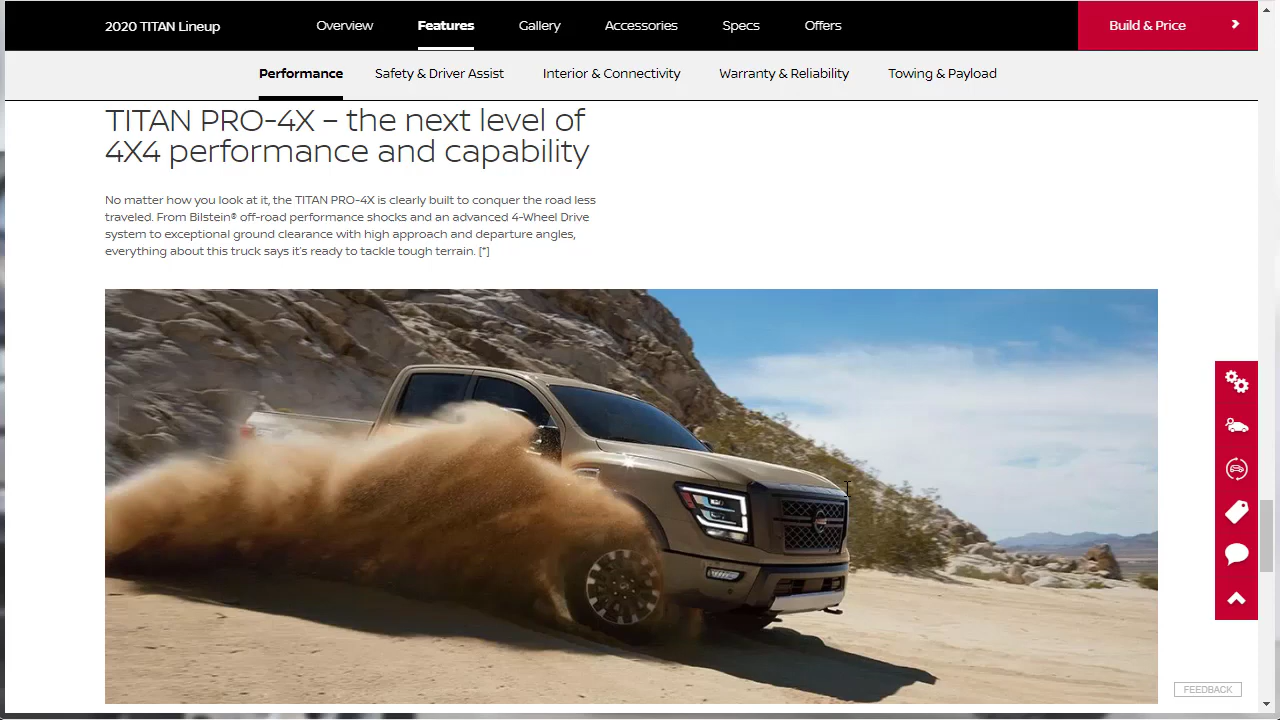 2020 TITAN Lineup
Overview
Features
Gallery
Accessories
Specs
Offers
Build & Price
Performance
Safety & Driver Assist
Interior & Connectivity
Warranty & Reliability
Towing & Payload
TITAN PRO-4X – the next level of
4X4 performance and capability
No matter how you look at it, the TITAN PRO-4X is clearly built to conquer the road less
traveled. From Bilstein® off-road performance shocks and an advanced 4-Wheel Drive
system to exceptional ground clearance with high approach and departure angles,
everything about this truck says it's ready to tackle tough terrain. [*]
FEEDBACK